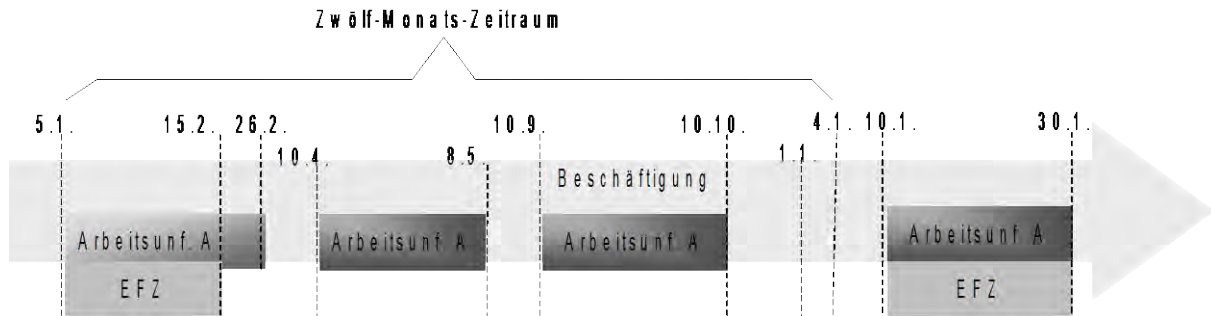 Zwölf-Monats-Zeitraum
5.1. 15.2. 26.2. 10.9. 10.10. 4.1. 10.1. 30.1.
10.4. 8.5. 1.1.
Beschäftigung
Arbeitsunf. A Arbeitsunf. A Arbeitsunf. A Arbeitsunf. A
EFZ EFZ